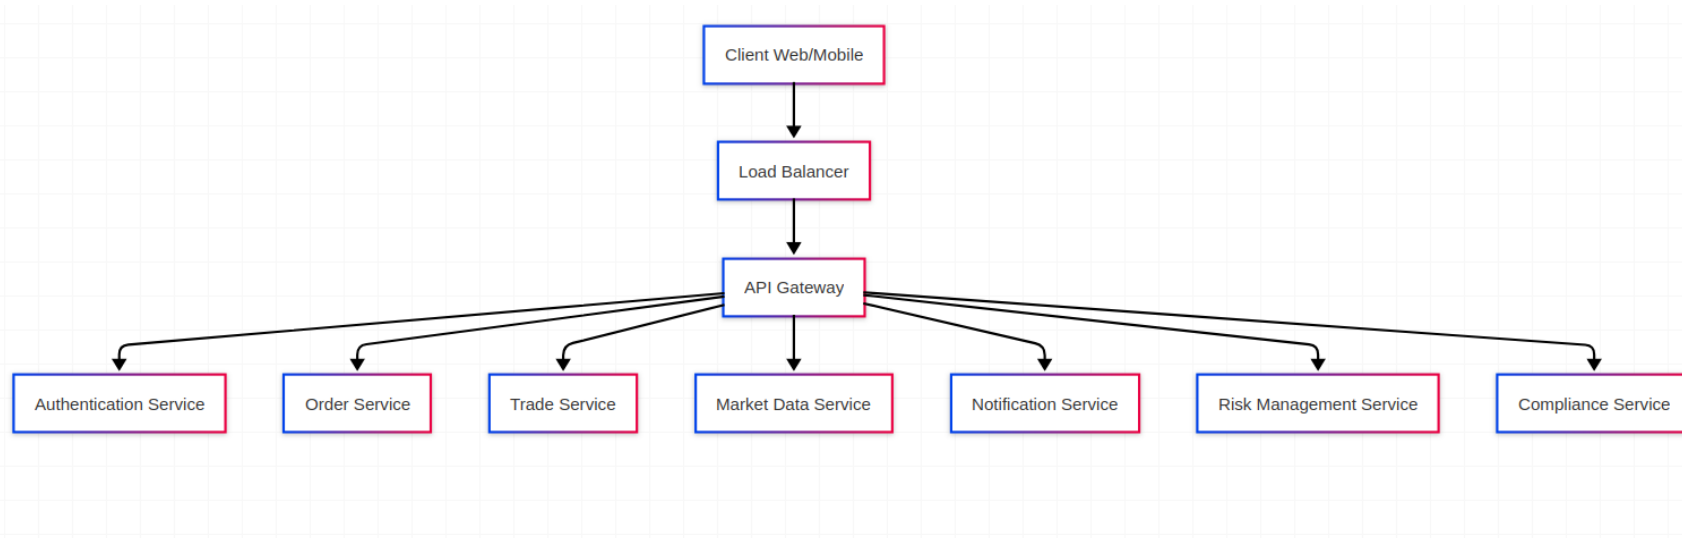 Client Web/Mobile
Load Balancer
API Gateway
Authentication Service
Order Service
Trade Service
Market Data Service
Notification Service
Risk Management Service
Compliance Service